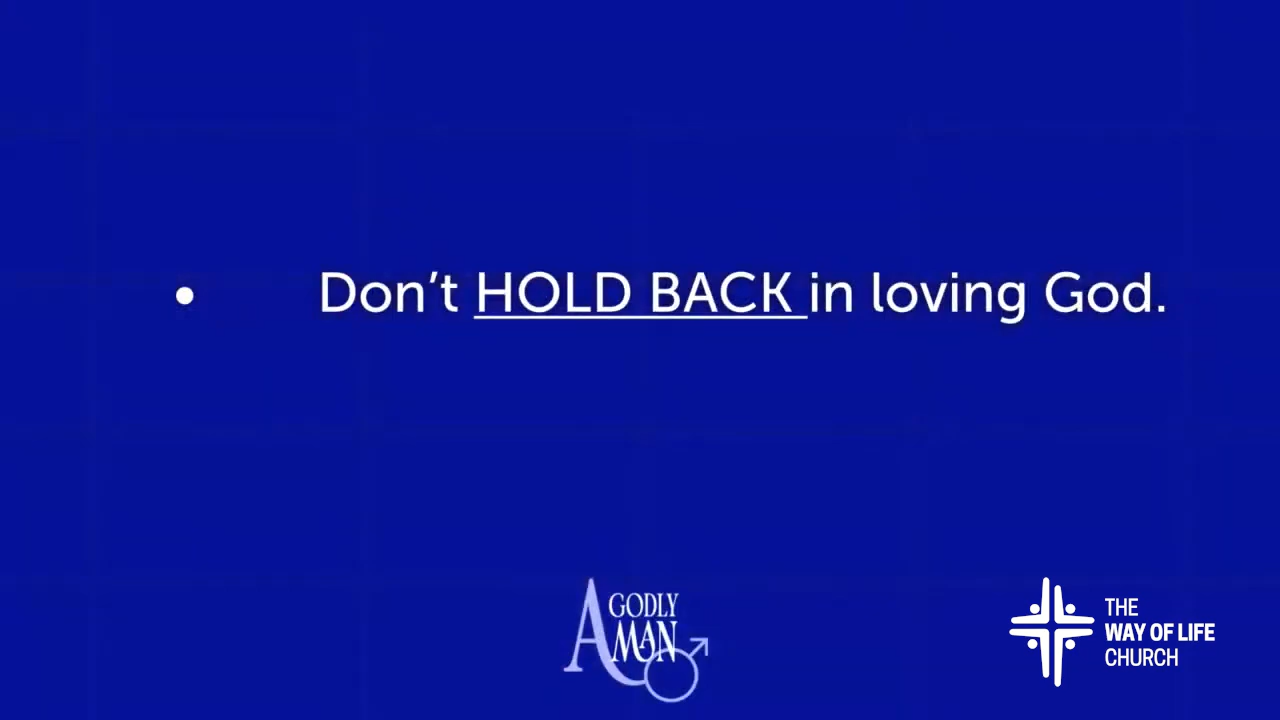 • Don’t HOLD BACK in loving God.
A GODLY
MAN
THE
WAY OF LIFE
CHURCH